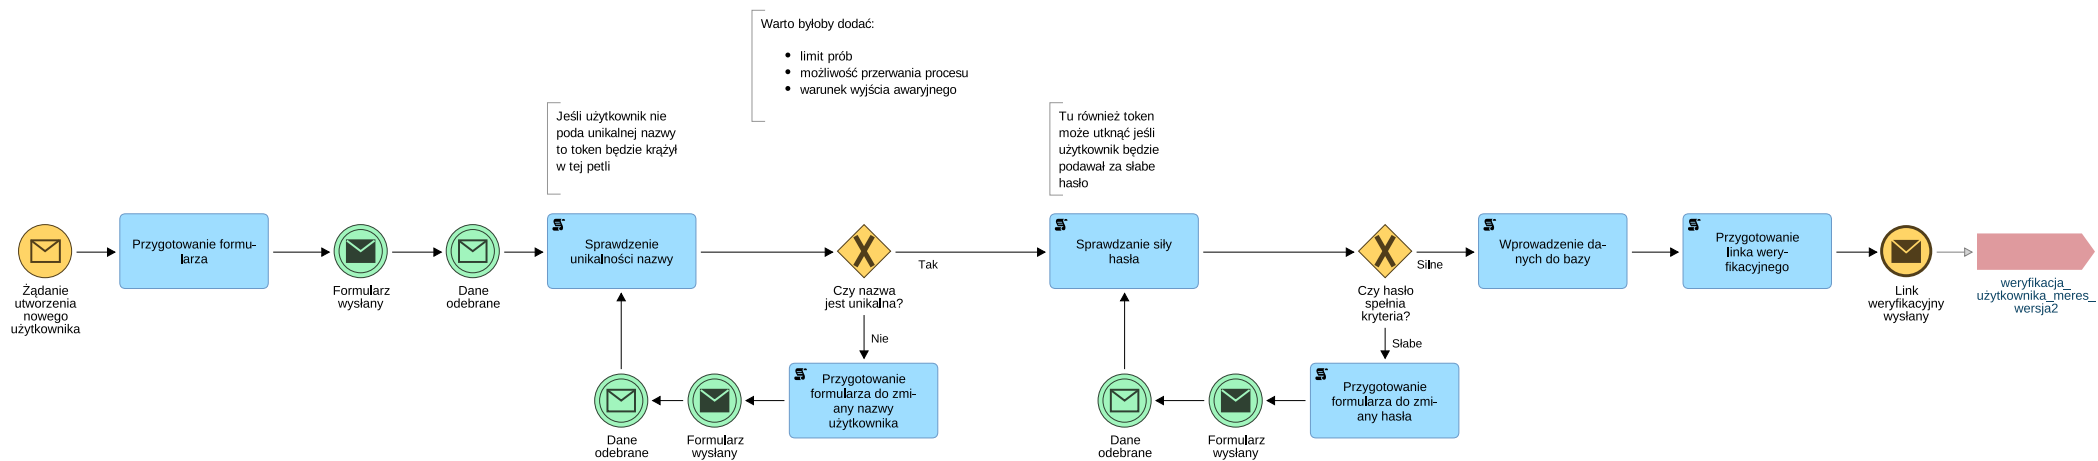 Warto byłoby dodać:
limit prób
możliwość przerwania procesu
warunek wyjścia awaryjnego
Jeśli użytkownik nie
poda unikalnej nazwy
to token będzie krążył
w tej petli
Tu również token
może utknąć jeśli
użytkownik będzie
podawał za słabe
hasło
Żądanie
utworzenia
nowego
użytkownika
Przygotowanie formu-
larza
Formularz
wysłany
Dane
odebrane
Sprawdzenie
unikalności nazwy
Czy nazwa
jest unikalna?
Tak
Nie
Przygotowanie
formularza do zmi-
any nazwy
użytkownika
Formularz
wysłany
Dane
odebrane
Sprawdzanie siły
hasła
Czy hasło
spełnia
kryteria?
Silne
Słabe
Przygotowanie
formularza do zmi-
any hasła
Formularz
wysłany
Dane
odebrane
Wprowadzenie da-
nych do bazy
Przygotowanie
linka wery-
fikacyjnego
Link
weryfikacyjny
wysłany
weryfikacja_
użytkownika_meres_
wersja2